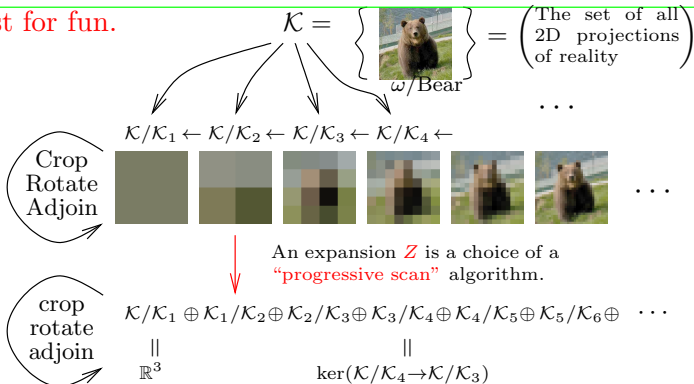 st for fun.
𝒦 = { ω/Bear } = (The set of all
2D projections
of reality)
...
𝒦/𝒦₁ ← 𝒦/𝒦₂ ← 𝒦/𝒦₃ ← 𝒦/𝒦₄ ←
Crop
Rotate
Adjoin
...
An expansion Z is a choice of a
“progressive scan” algorithm.
crop
rotate
adjoin
𝒦/𝒦₁ ⊕ 𝒦₁/𝒦₂ ⊕ 𝒦₂/𝒦₃ ⊕ 𝒦₃/𝒦₄ ⊕ 𝒦₄/𝒦₅ ⊕ 𝒦₅/𝒦₆ ⊕ ...
|| ||
ℝ³ ker(𝒦/𝒦₄→𝒦/𝒦₃)